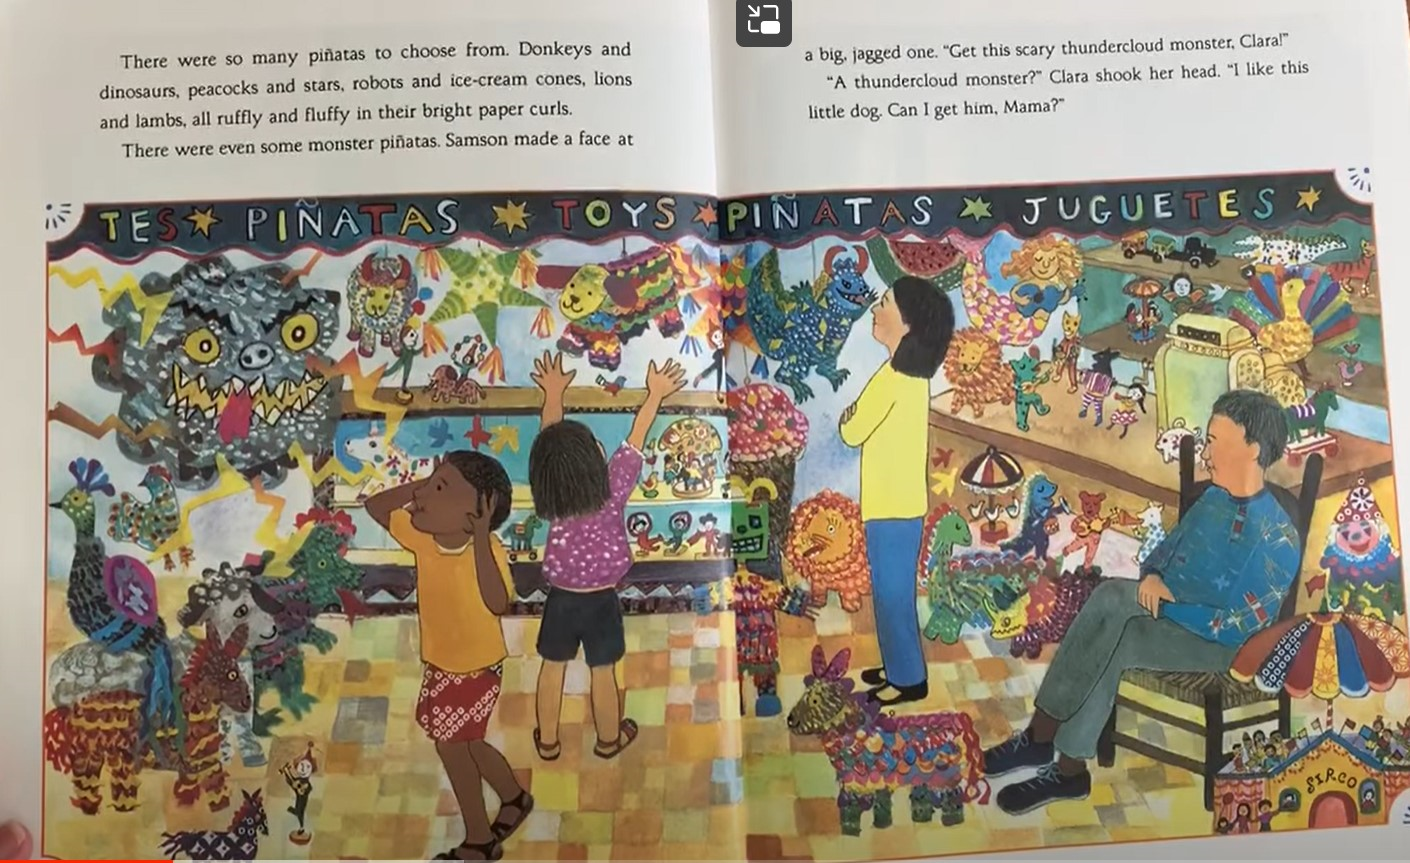 There were so many piñatas to choose from. Donkeys and
dinosaurs, peacocks and stars, robots and ice-cream cones, lions
and lambs, all ruffly and fluffy in their bright paper curls.
There were even some monster piñatas. Samson made a face at
a big, jagged one. “Get this scary thundercloud monster, Clara!”
“A thundercloud monster?” Clara shook her head. “I like this
little dog. Can I get him, Mama?”
TES PIÑATAS TOYS PIÑATAS JUGUETES
SIRCO